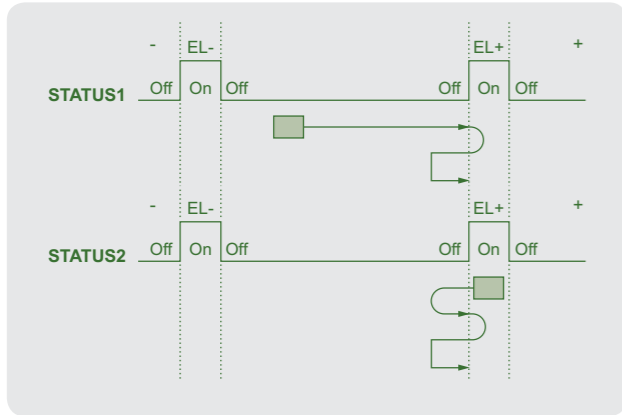 - EL- EL+ +
STATUS1 Off On Off Off On Off
- EL- EL+ +
STATUS2 Off On Off Off On Off